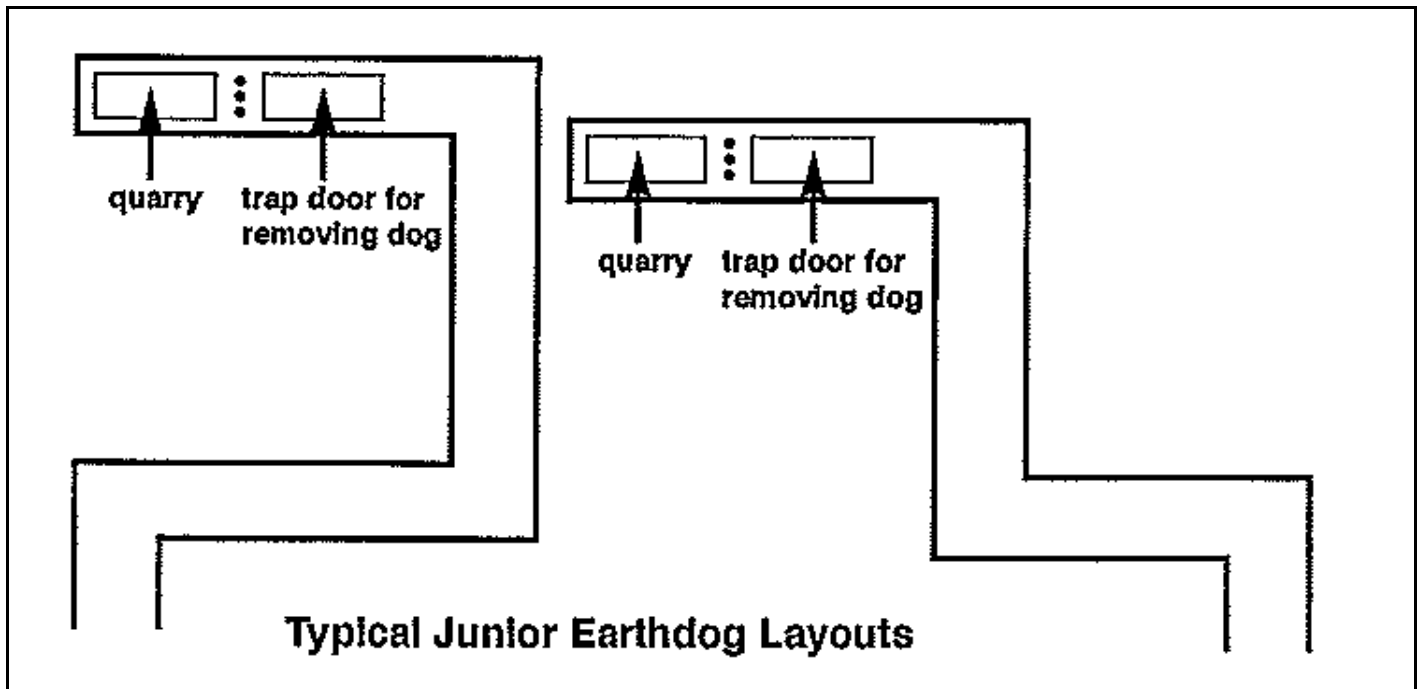 quarry
trap door for
removing dog
quarry
trap door for
removing dog
Typical Junior Earthdog Layouts